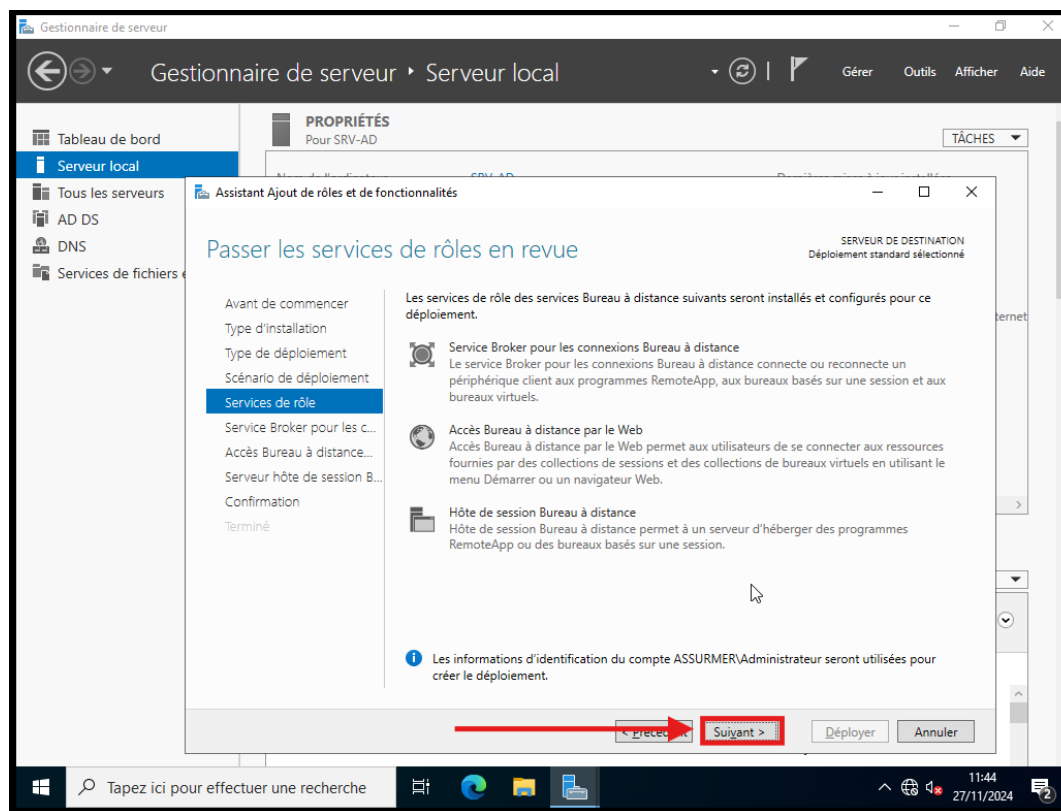 Gestionnaire de serveur
Gestionnaire de serveur ‣ Serveur local
Gérer
Outils
Afficher
Aide
Tableau de bord
Serveur local
Tous les serveurs
AD DS
DNS
Services de fichiers e
PROPRIÉTÉS
Pour SRV-AD
TÂCHES
SRV-AD
ternet
Assistant Ajout de rôles et de fonctionnalités
Passer les services de rôles en revue
SERVEUR DE DESTINATION
Déploiement standard sélectionné
Avant de commencer
Type d'installation
Type de déploiement
Scénario de déploiement
Services de rôle
Service Broker pour les c...
Accès Bureau à distance...
Serveur hôte de session B...
Confirmation
Terminé
Les services de rôle des services Bureau à distance suivants seront installés et configurés pour ce
déploiement.
Service Broker pour les connexions Bureau à distance
Le service Broker pour les connexions Bureau à distance connecte ou reconnecte un
périphérique client aux programmes RemoteApp, aux bureaux basés sur une session et aux
bureaux virtuels.
Accès Bureau à distance par le Web
Accès Bureau à distance par le Web permet aux utilisateurs de se connecter aux ressources
fournies par des collections de sessions et des collections de bureaux virtuels en utilisant le
menu Démarrer ou un navigateur Web.
Hôte de session Bureau à distance
Hôte de session Bureau à distance permet à un serveur d'héberger des programmes
RemoteApp ou des bureaux basés sur une session.
Les informations d'identification du compte ASSURMER\Administrateur seront utilisées pour
créer le déploiement.
< Précédent
Suivant >
Déployer
Annuler
Tapez ici pour effectuer une recherche
11:44
27/11/2024
2